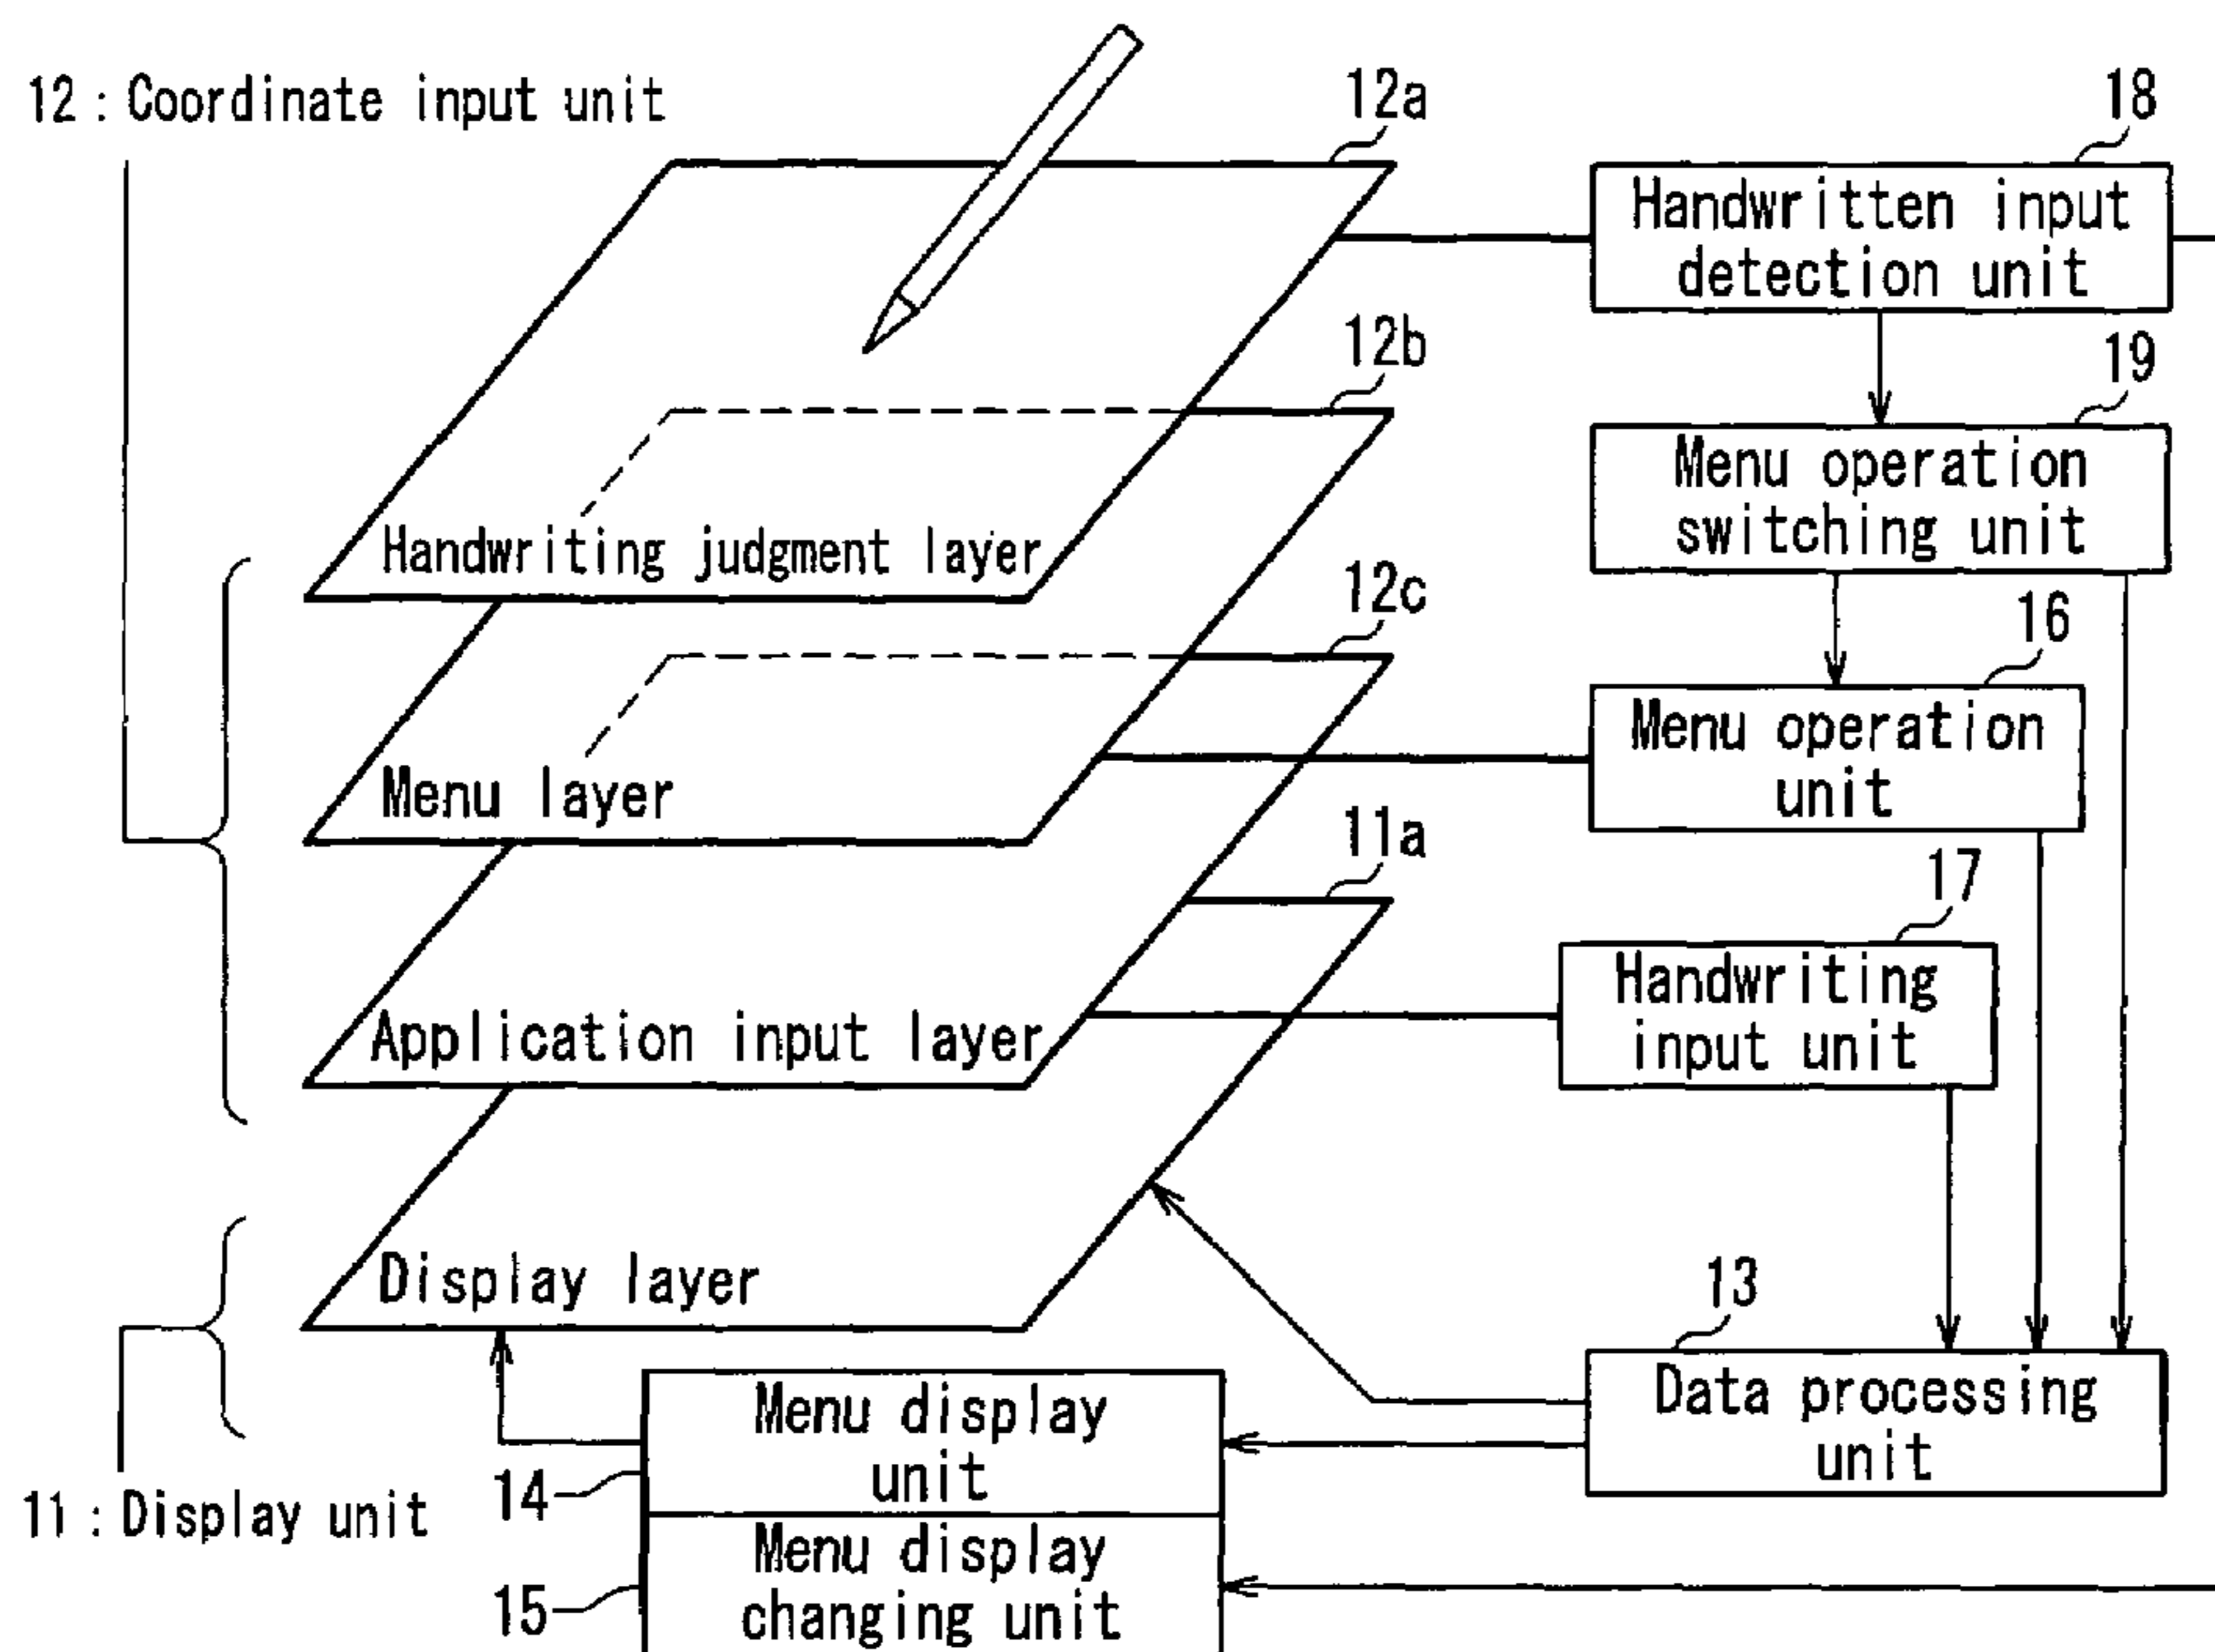 12 : Coordinate input unit
12a
18
Handwritten input
detection unit
12b
19
Menu operation
switching unit
Handwriting judgment layer
12c
16
Menu operation
unit
Menu layer
11a
17
Handwriting
input unit
Application input layer
13
Display layer
Data processing
unit
Menu display
unit
14
11 : Display unit
Menu display
changing unit
15